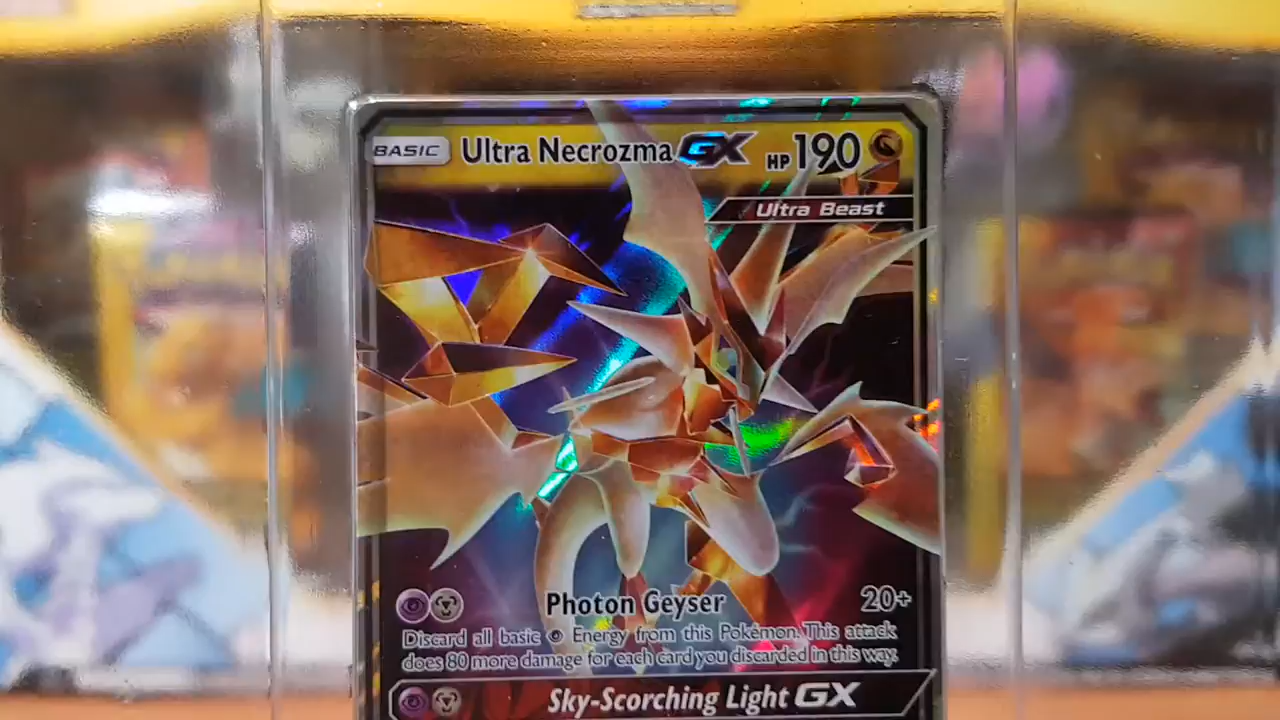 BASIC Ultra Necrozma GX HP 190
Ultra Beast
Photon Geyser 20+
Discard all basic Energy from this Pokémon. This attack
does 80 more damage for each card you discarded in this way.
Sky-Scorching Light GX